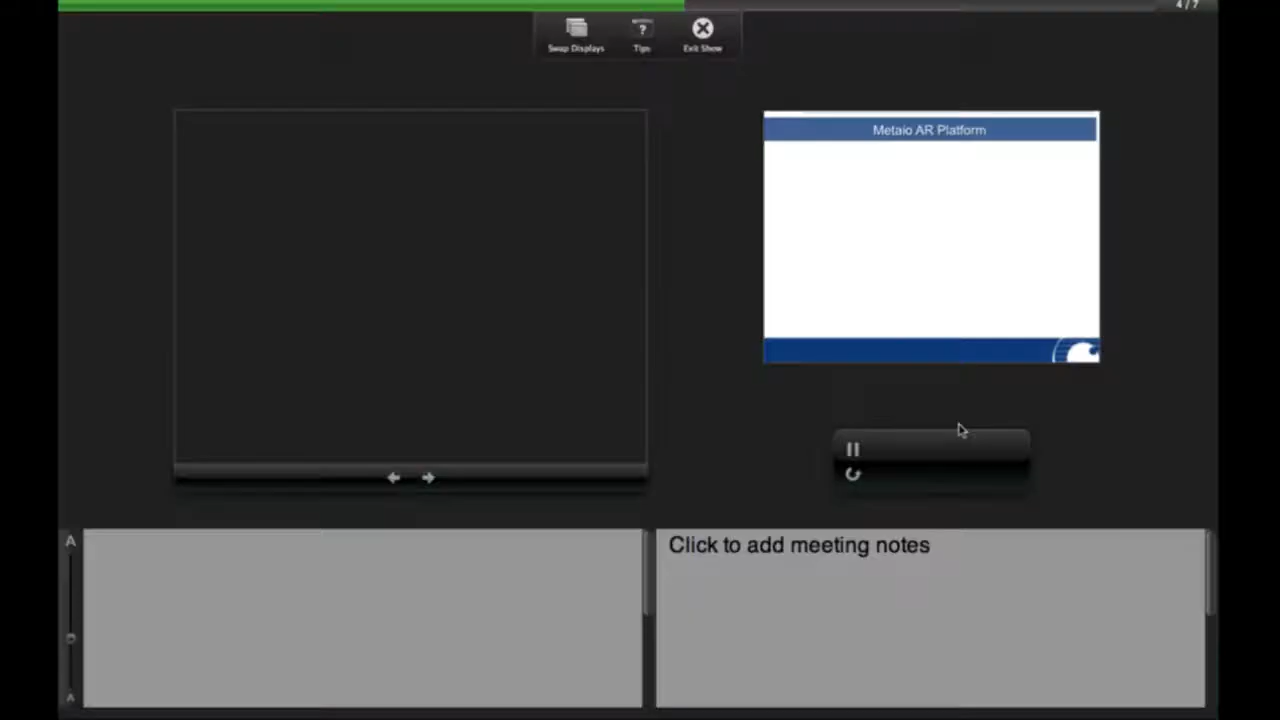 4/7
Swap Displays
Tips
Exit Show
Metaio AR Platform
A
Click to add meeting notes
A